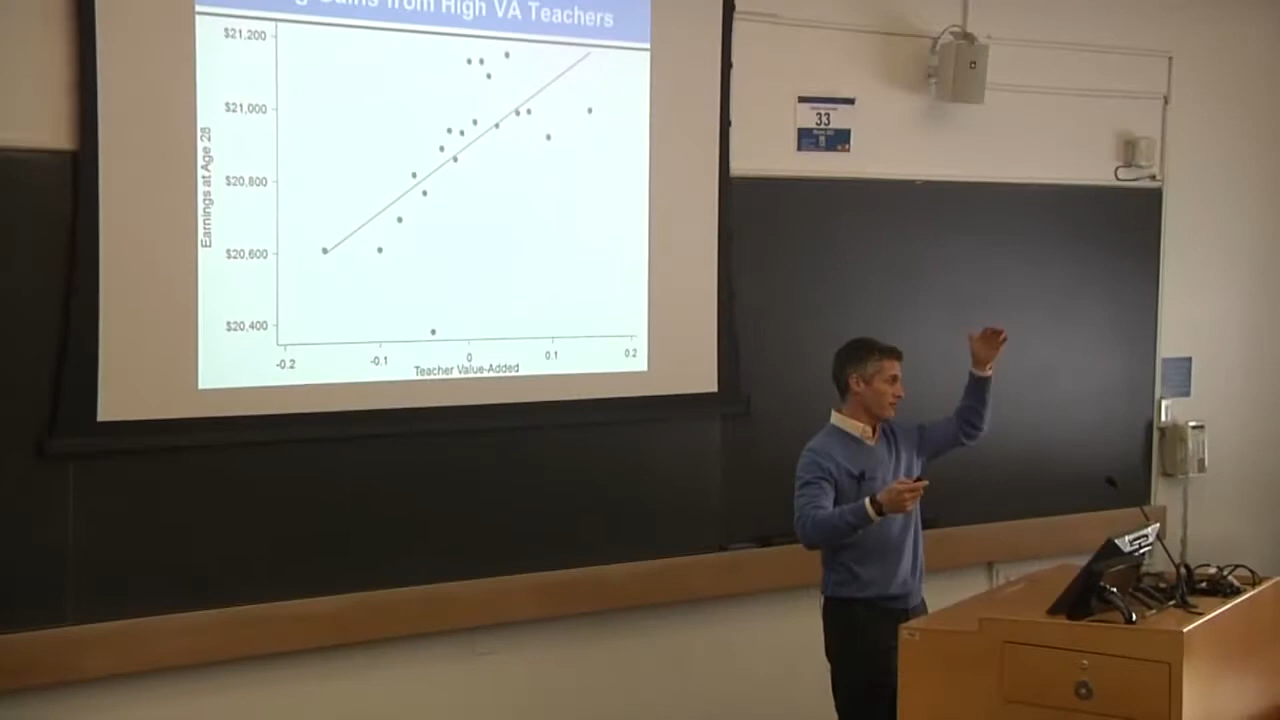 Gains from High VA Teachers
$21,200
$21,000
$20,800
$20,600
$20,400
Earnings at Age 28
-0.2 -0.1 0 0.1 0.2
Teacher Value-Added
33